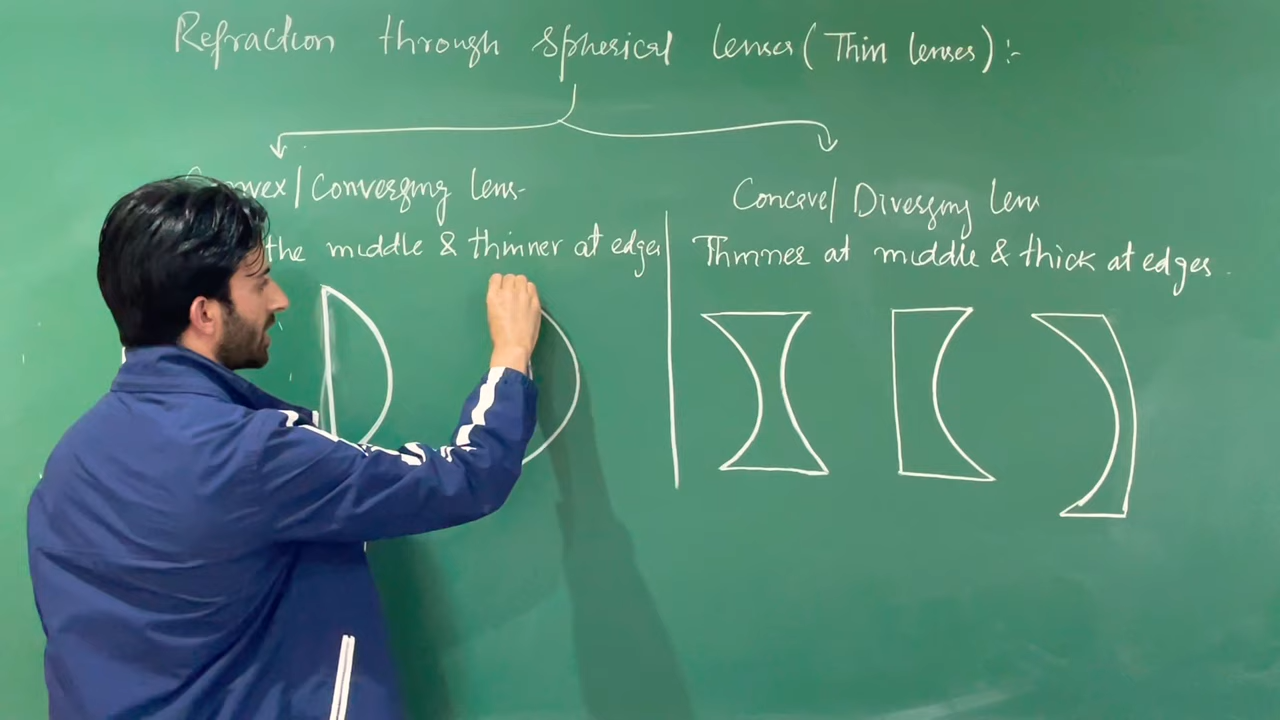 Refraction through spherical lenses (Thin lenses) :-
Convex/Converging lens
the middle & thinner at edges
Concave/ Diverging lens
Thinner at middle & thick at edges.